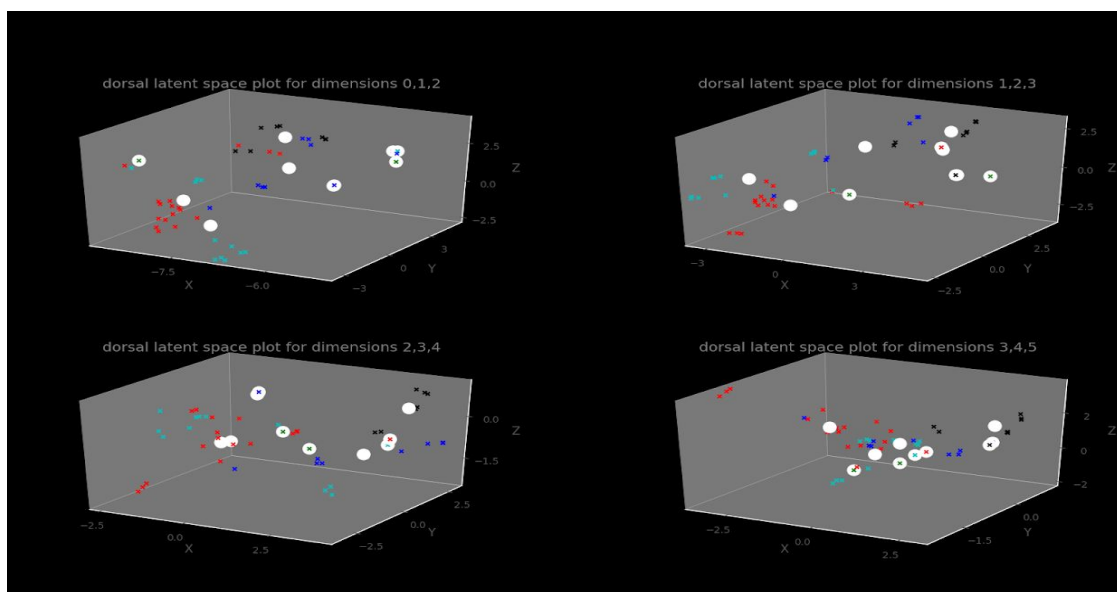 dorsal latent space plot for dimensions 0,1,2
2.5
0.0
−2.5
Z
3
0
−3
Y
−7.5
−6.0
X
dorsal latent space plot for dimensions 1,2,3
2.5
0.0
−2.5
Z
2.5
0.0
−2.5
Y
−3
0
3
X
dorsal latent space plot for dimensions 2,3,4
0.0
−1.5
Z
2.5
0.0
−2.5
Y
−2.5
0.0
2.5
X
dorsal latent space plot for dimensions 3,4,5
2
0
−2
Z
0.0
−1.5
Y
−2.5
0.0
2.5
X